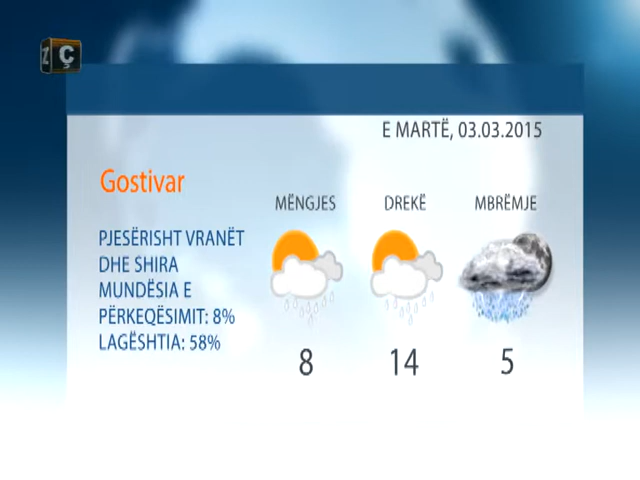 Z Ç
E MARTË, 03.03.2015
Gostivar
MËNGJES DREKË MBRËMJE
PJESËRISHT VRANËT
DHE SHIRA
MUNDËSIA E
PËRKEQËSIMIT: 8%
LAGËSHTIA: 58%
8 14 5